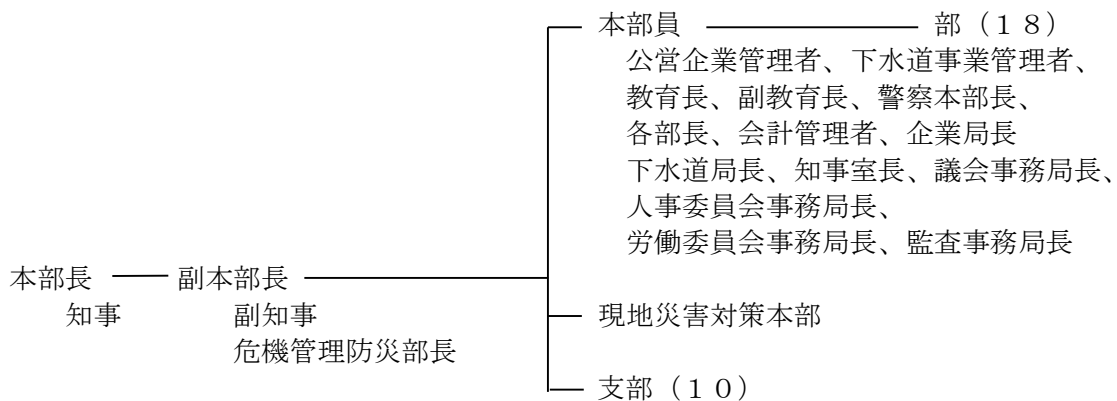 本部員 部（１８）
公営企業管理者、下水道事業管理者、
教育長、副教育長、警察本部長、
各部長、会計管理者、企業局長
下水道局長、知事室長、議会事務局長、
人事委員会事務局長、
労働委員会事務局長、監査事務局長
本部長 副本部長
知事 副知事
危機管理防災部長
現地災害対策本部
支部（１０）